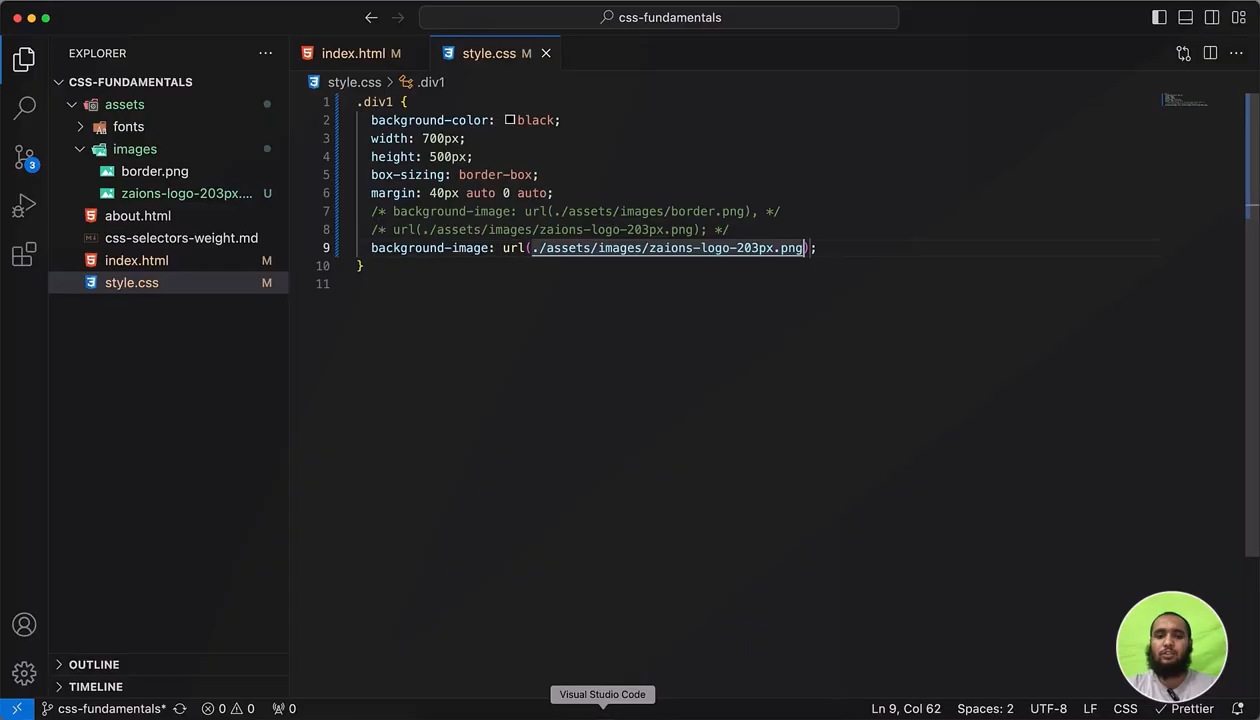 css-fundamentals
EXPLORER
CSS-FUNDAMENTALS
assets
fonts
images
border.png
zaions-logo-203px.... U
about.html
css-selectors-weight.md
index.html M
style.css M
OUTLINE
TIMELINE
3
index.html M
style.css M
style.css > .div1
1 .div1 {
2 background-color: black;
3 width: 700px;
4 height: 500px;
5 box-sizing: border-box;
6 margin: 40px auto 0 auto;
7 /* background-image: url(./assets/images/border.png), */
8 /* url(./assets/images/zaions-logo-203px.png); */
9 background-image: url(./assets/images/zaions-logo-203px.png);
10 }
11
Visual Studio Code
css-fundamentals* 0 0 0 Ln 9, Col 62 Spaces: 2 UTF-8 LF CSS Prettier